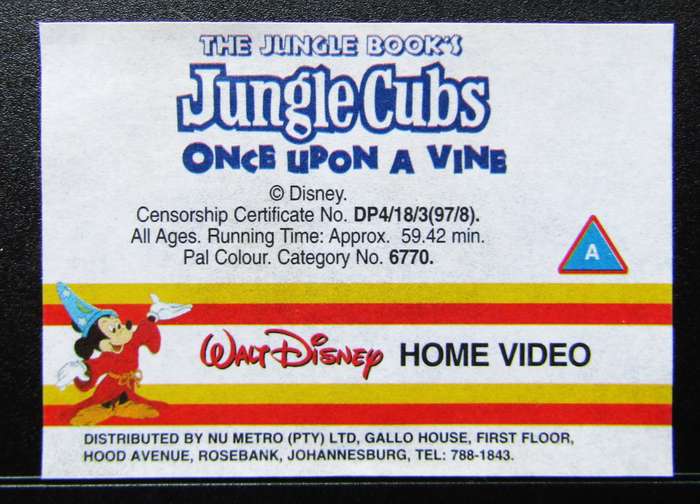 THE JUNGLE BOOK'S
Jungle Cubs
ONCE UPON A VINE
© Disney.
Censorship Certificate No. DP4/18/3(97/8).
All Ages. Running Time: Approx. 59.42 min.
Pal Colour. Category No. 6770.
A
WALT DISNEY HOME VIDEO
DISTRIBUTED BY NU METRO (PTY) LTD, GALLO HOUSE, FIRST FLOOR,
HOOD AVENUE, ROSEBANK, JOHANNESBURG, TEL: 788-1843.